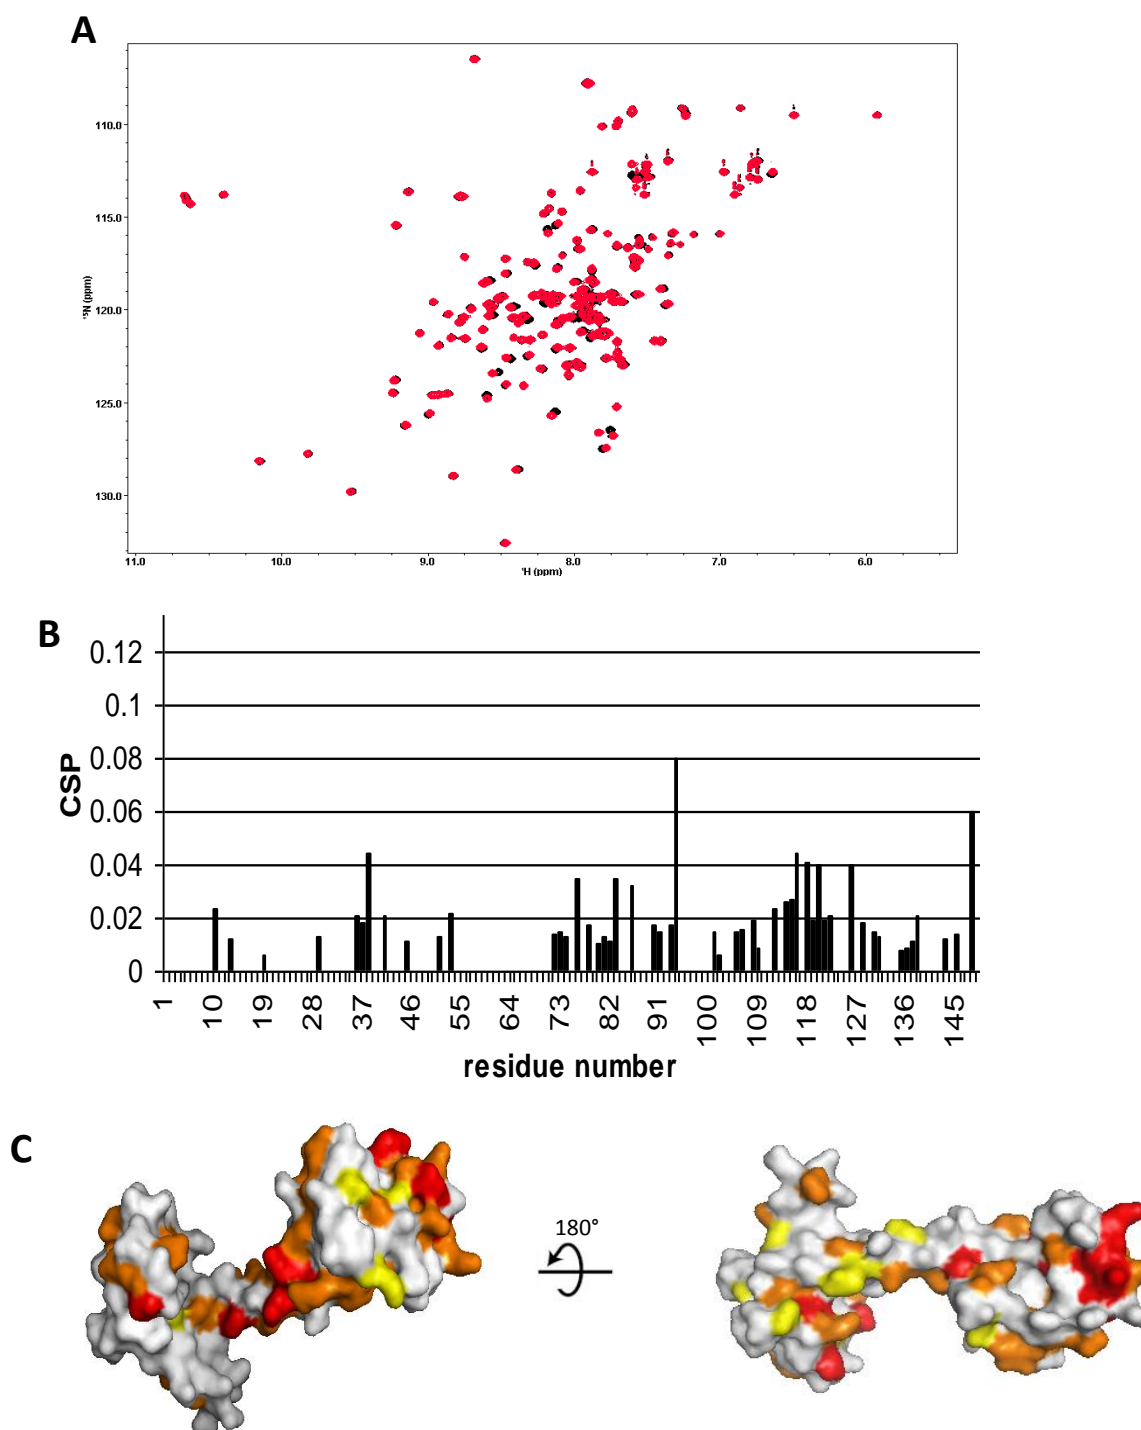 A
110.0
115.0
120.0
125.0
130.0
¹⁵N (ppm)
11.0 10.0 9.0 8.0 7.0 6.0
¹H (ppm)
B
0.12
0.1
0.08
0.06
0.04
0.02
0
CSP
1 10 19 28 37 46 55 64 73 82 91 100 109 118 127 136 145
residue number
C
180°